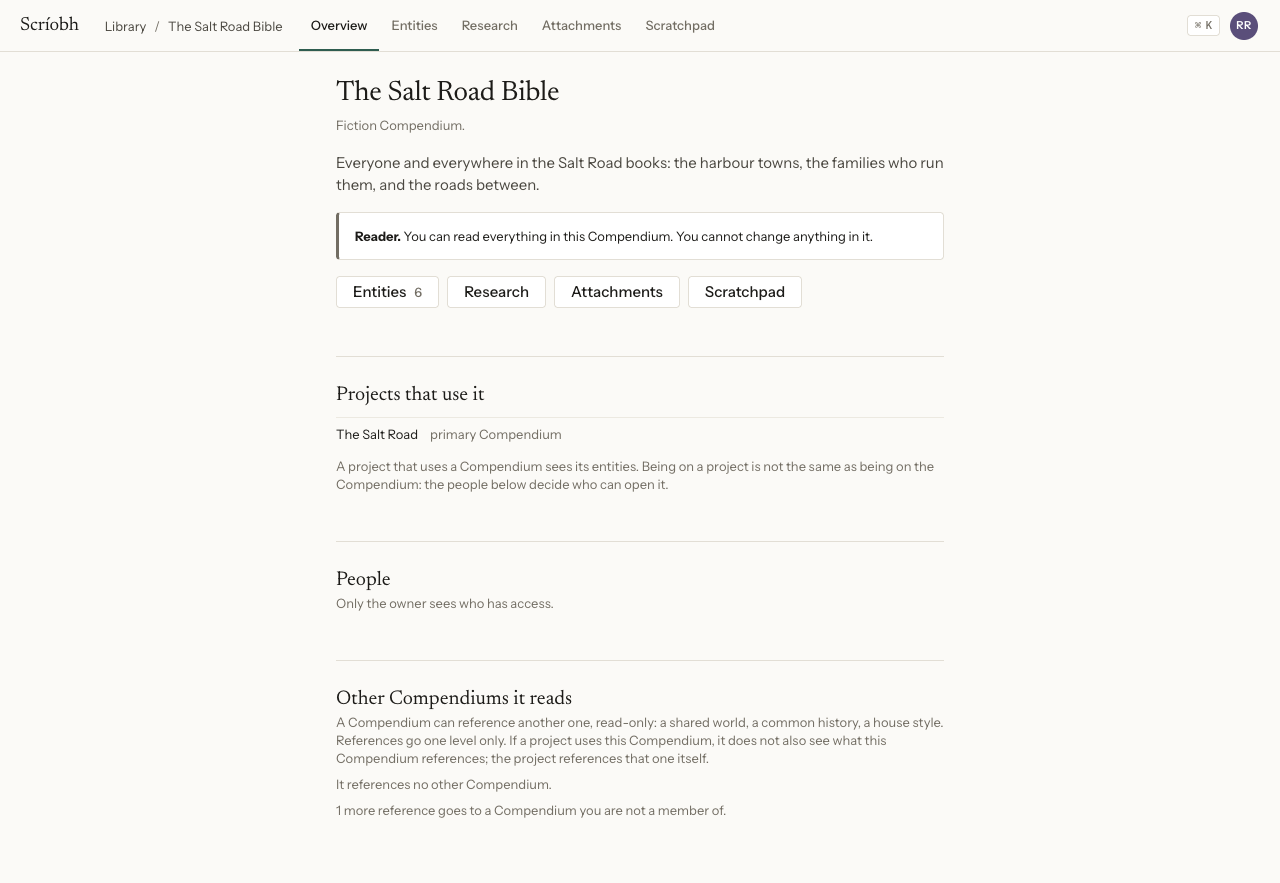 Scríobh
Library / The Salt Road Bible
Overview
Entities
Research
Attachments
Scratchpad
⌘ K
RR
The Salt Road Bible
Fiction Compendium.
Everyone and everywhere in the Salt Road books: the harbour towns, the families who run
them, and the roads between.
Reader. You can read everything in this Compendium. You cannot change anything in it.
Entities 6
Research
Attachments
Scratchpad
Projects that use it
The Salt Road primary Compendium
A project that uses a Compendium sees its entities. Being on a project is not the same as being on the
Compendium: the people below decide who can open it.
People
Only the owner sees who has access.
Other Compendiums it reads
A Compendium can reference another one, read-only: a shared world, a common history, a house style.
References go one level only. If a project uses this Compendium, it does not also see what this
Compendium references; the project references that one itself.
It references no other Compendium.
1 more reference goes to a Compendium you are not a member of.